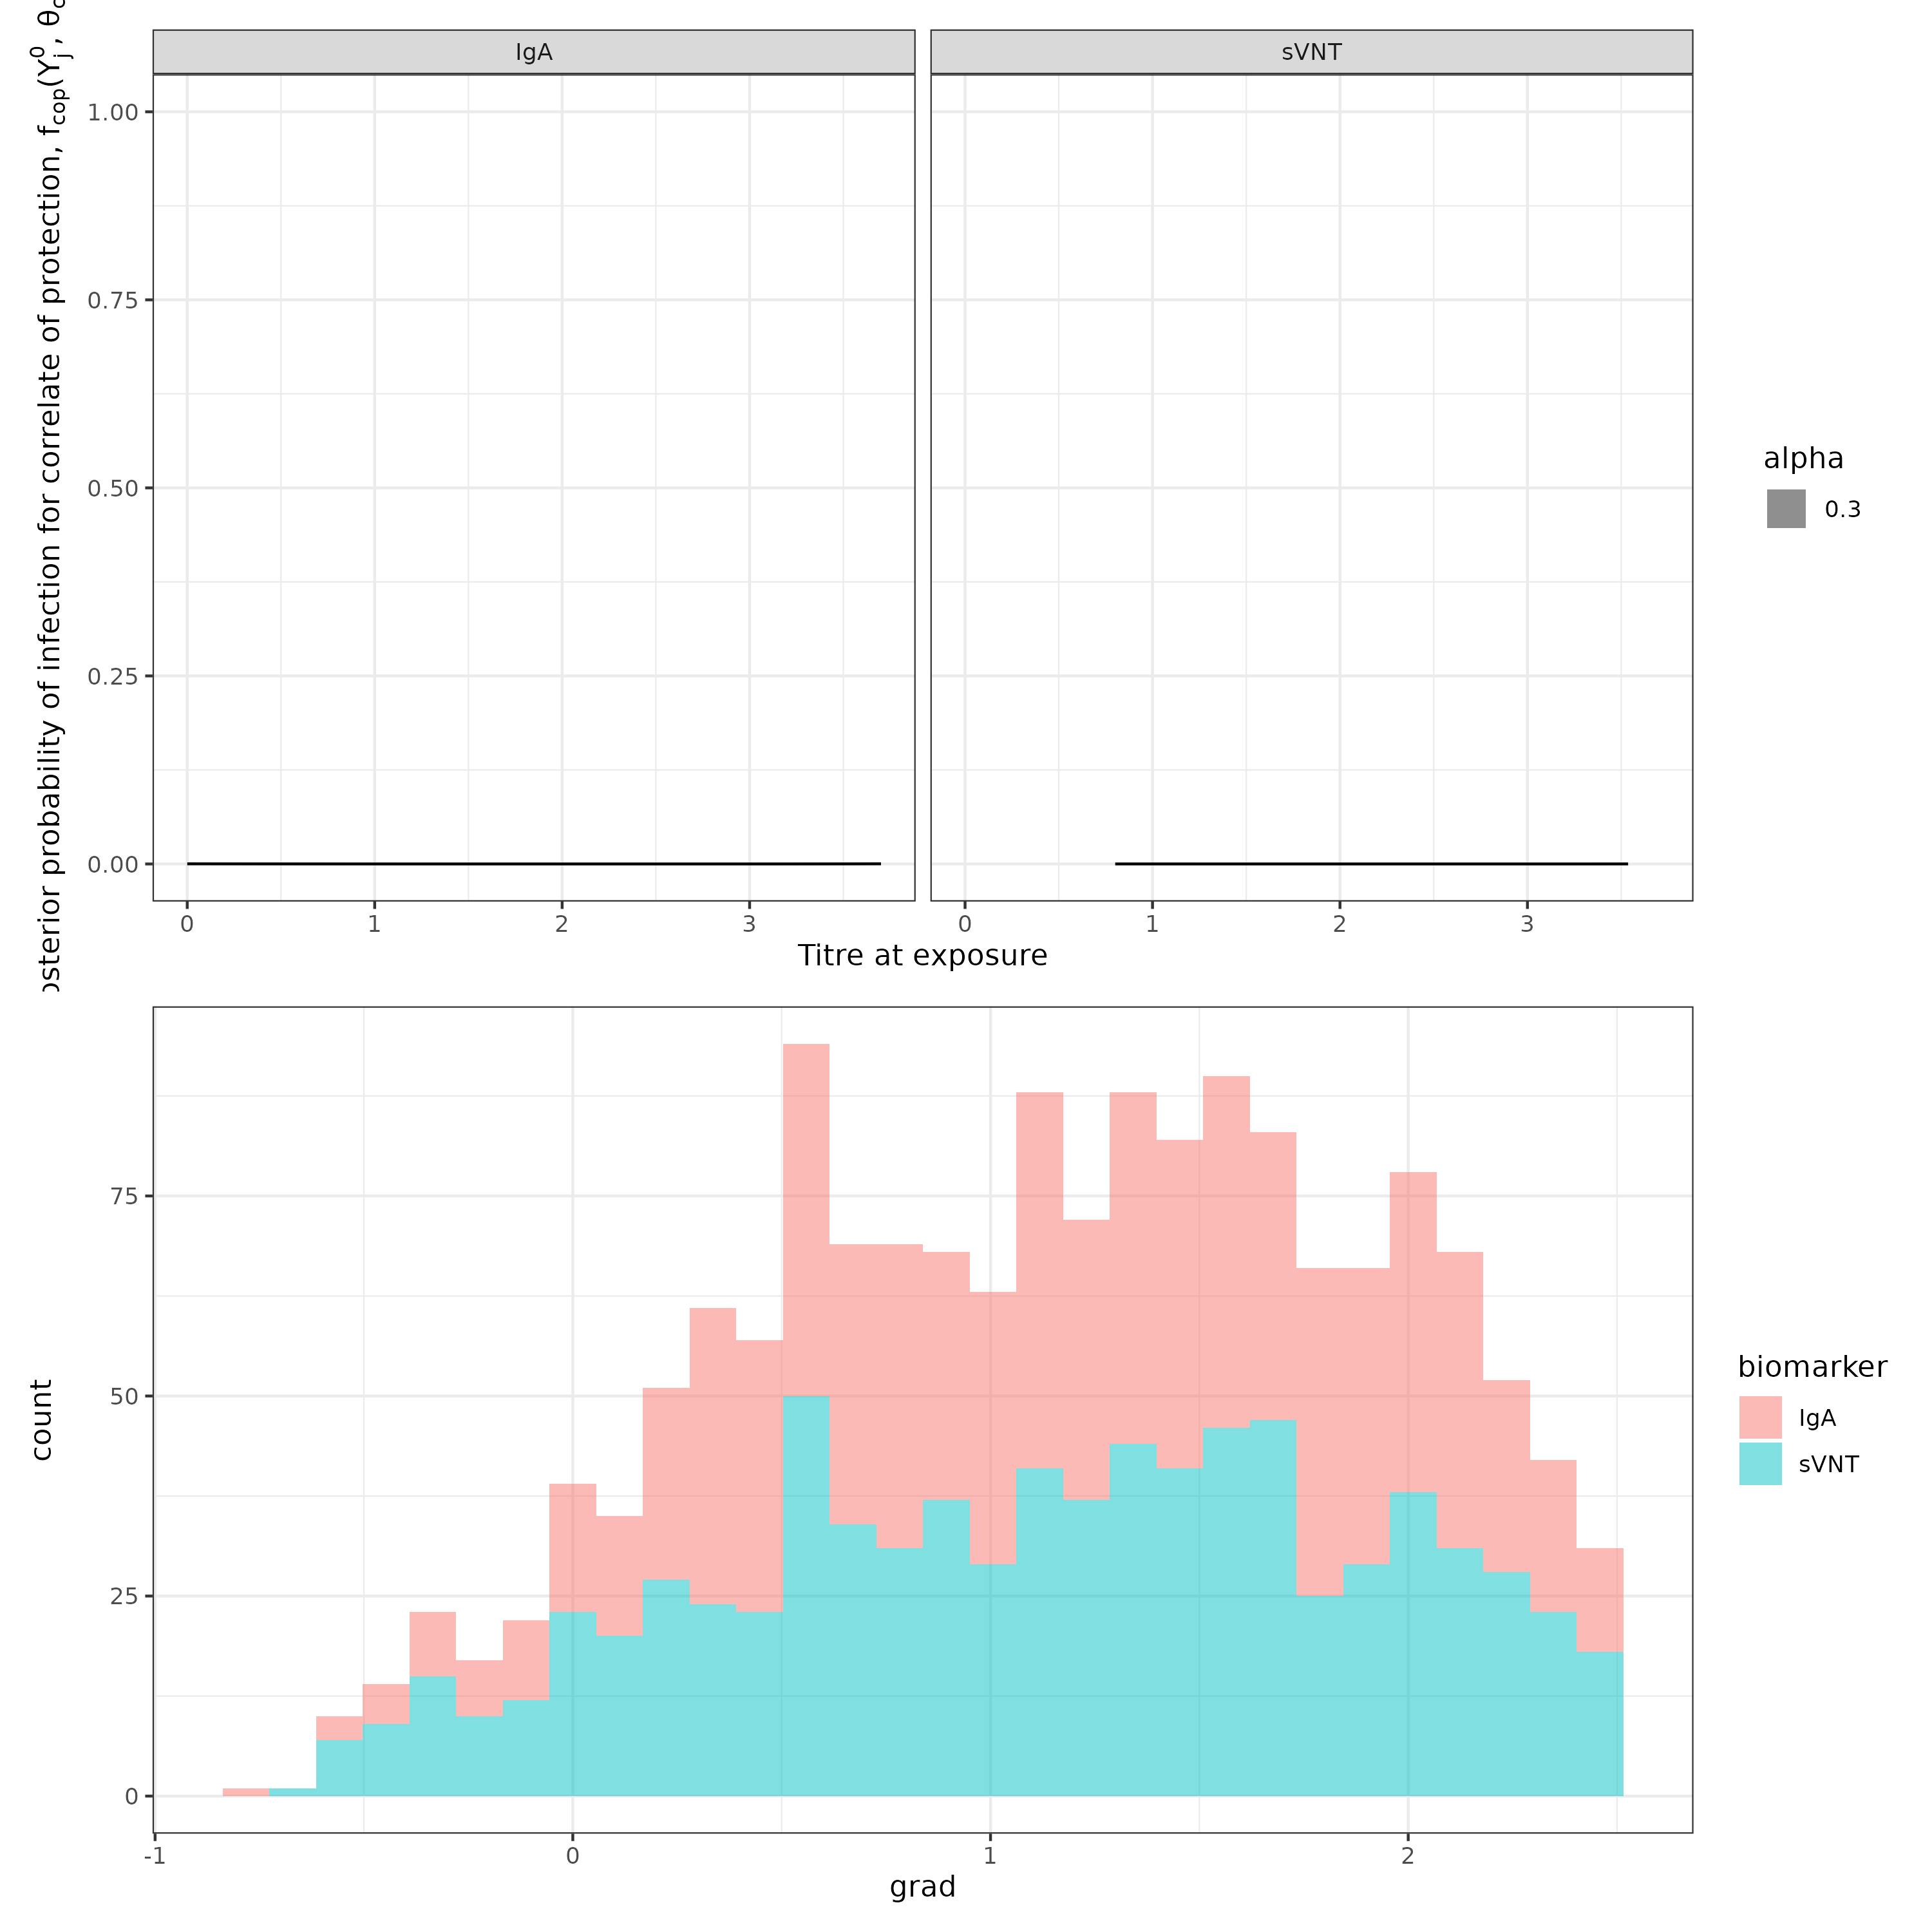 IgA
sVNT
osterior probability of infection for correlate of protection, f_cop(Y_j^0, θ_c
1.00
0.75
0.50
0.25
0.00
0 1 2 3
0 1 2 3
Titre at exposure
alpha
0.3
count
75
50
25
0
-1 0 1 2
grad
biomarker
IgA
sVNT